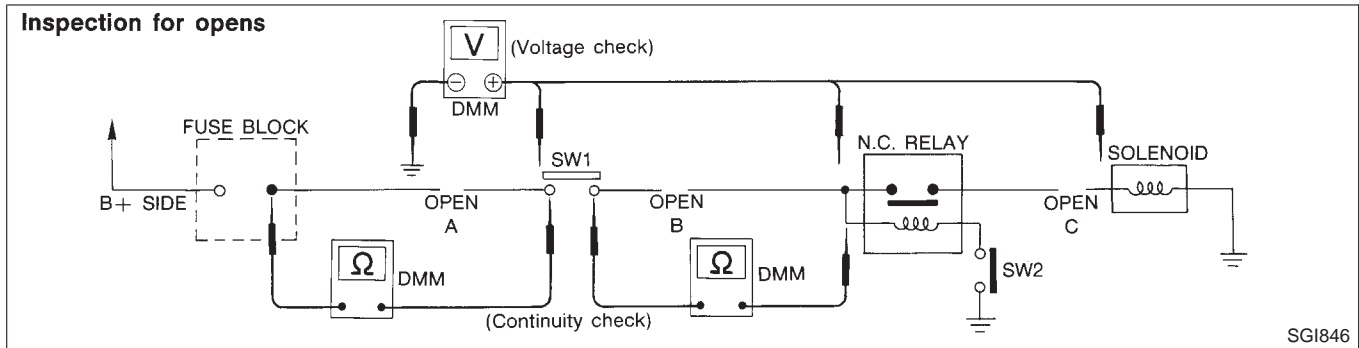 Inspection for opens
V
(Voltage check)
− +
DMM
FUSE BLOCK
N.C. RELAY
SW1
SOLENOID
B+ SIDE
OPEN
A
OPEN
B
OPEN
C
Ω
DMM
Ω
DMM
SW2
(Continuity check)
SGI846